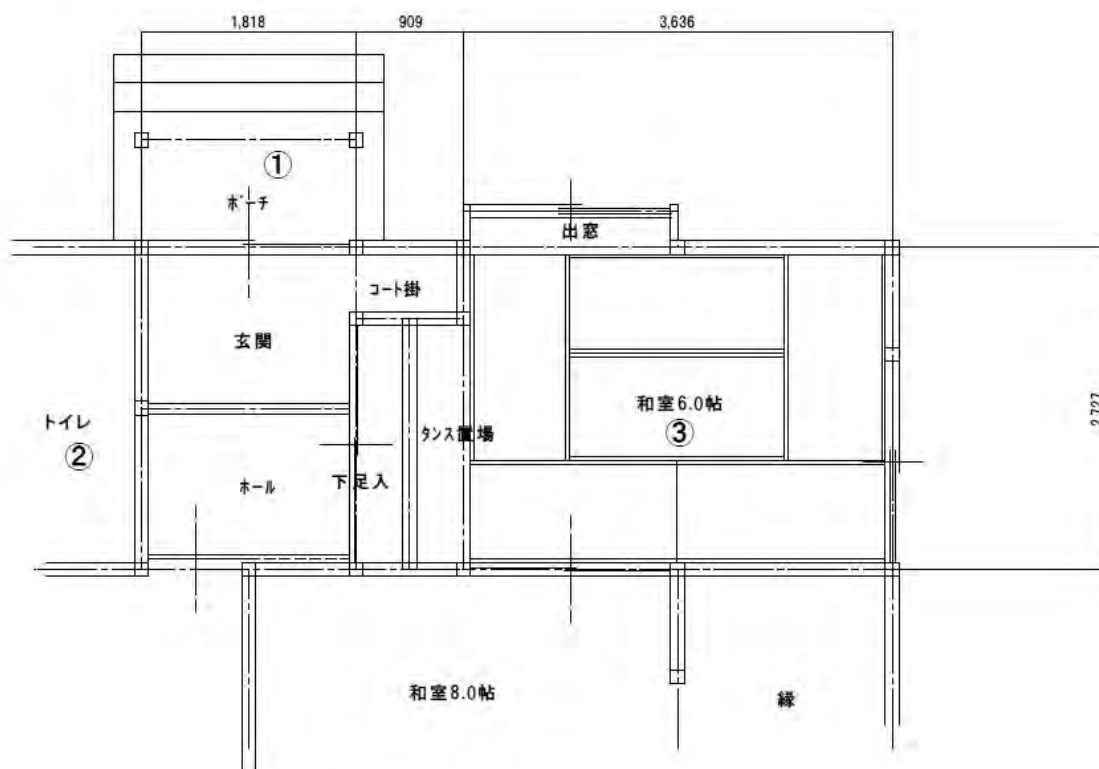 1,818 909 3,636
①
ポーチ
出窓
コート掛
玄関
和室6.0帖
2,727
トイレ
タンス置場
③
②
ホール
下足入
和室8.0帖
縁